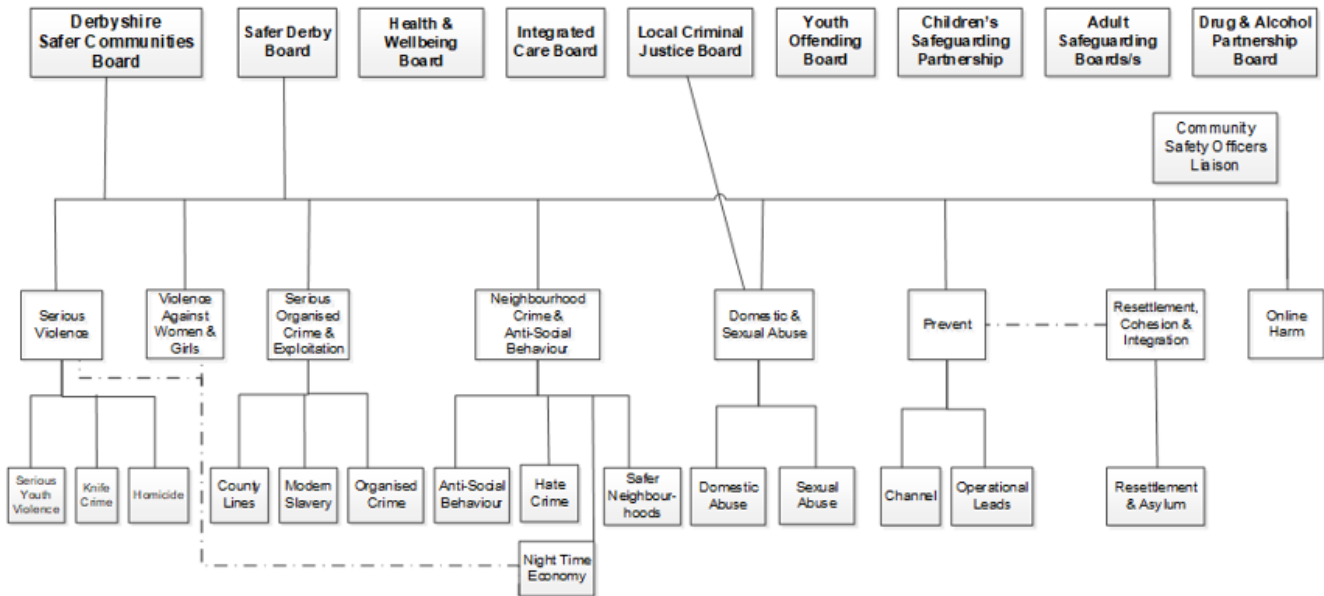 Derbyshire
Safer Communities
Board
Safer Derby
Board
Health &
Wellbeing
Board
Integrated
Care Board
Local Criminal
Justice Board
Youth
Offending
Board
Children's
Safeguarding
Partnership
Adult
Safeguarding
Boards/s
Drug & Alcohol
Partnership
Board
Community
Safety Officers
Liaison
Serious
Violence
Violence
Against
Women &
Girls
Serious
Organised
Crime &
Exploitation
Neighbourhood
Crime &
Anti-Social
Behaviour
Domestic &
Sexual Abuse
Prevent
Resettlement,
Cohesion &
Integration
Online
Harm
Serious
Youth
Violence
Knife
Crime
Homicide
County
Lines
Modern
Slavery
Organised
Crime
Anti-Social
Behaviour
Hate
Crime
Safer
Neighbour-
hoods
Domestic
Abuse
Sexual
Abuse
Channel
Operational
Leads
Resettlement
& Asylum
Night Time
Economy